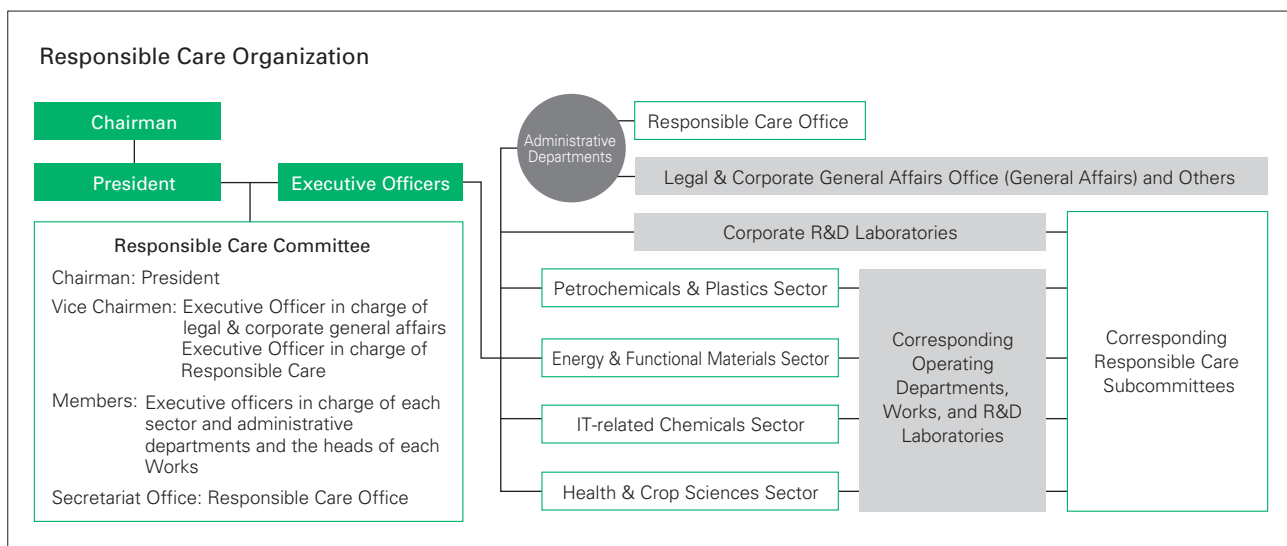 Responsible Care Organization
Chairman
President
Executive Officers
Responsible Care Committee
Chairman: President
Vice Chairmen: Executive Officer in charge of
legal & corporate general affairs
Executive Officer in charge of
Responsible Care
Members: Executive officers in charge of each
sector and administrative
departments and the heads of each
Works
Secretariat Office: Responsible Care Office
Administrative
Departments
Responsible Care Office
Legal & Corporate General Affairs Office (General Affairs) and Others
Corporate R&D Laboratories
Petrochemicals & Plastics Sector
Energy & Functional Materials Sector
IT-related Chemicals Sector
Health & Crop Sciences Sector
Corresponding
Operating
Departments,
Works, and R&D
Laboratories
Corresponding
Responsible Care
Subcommittees